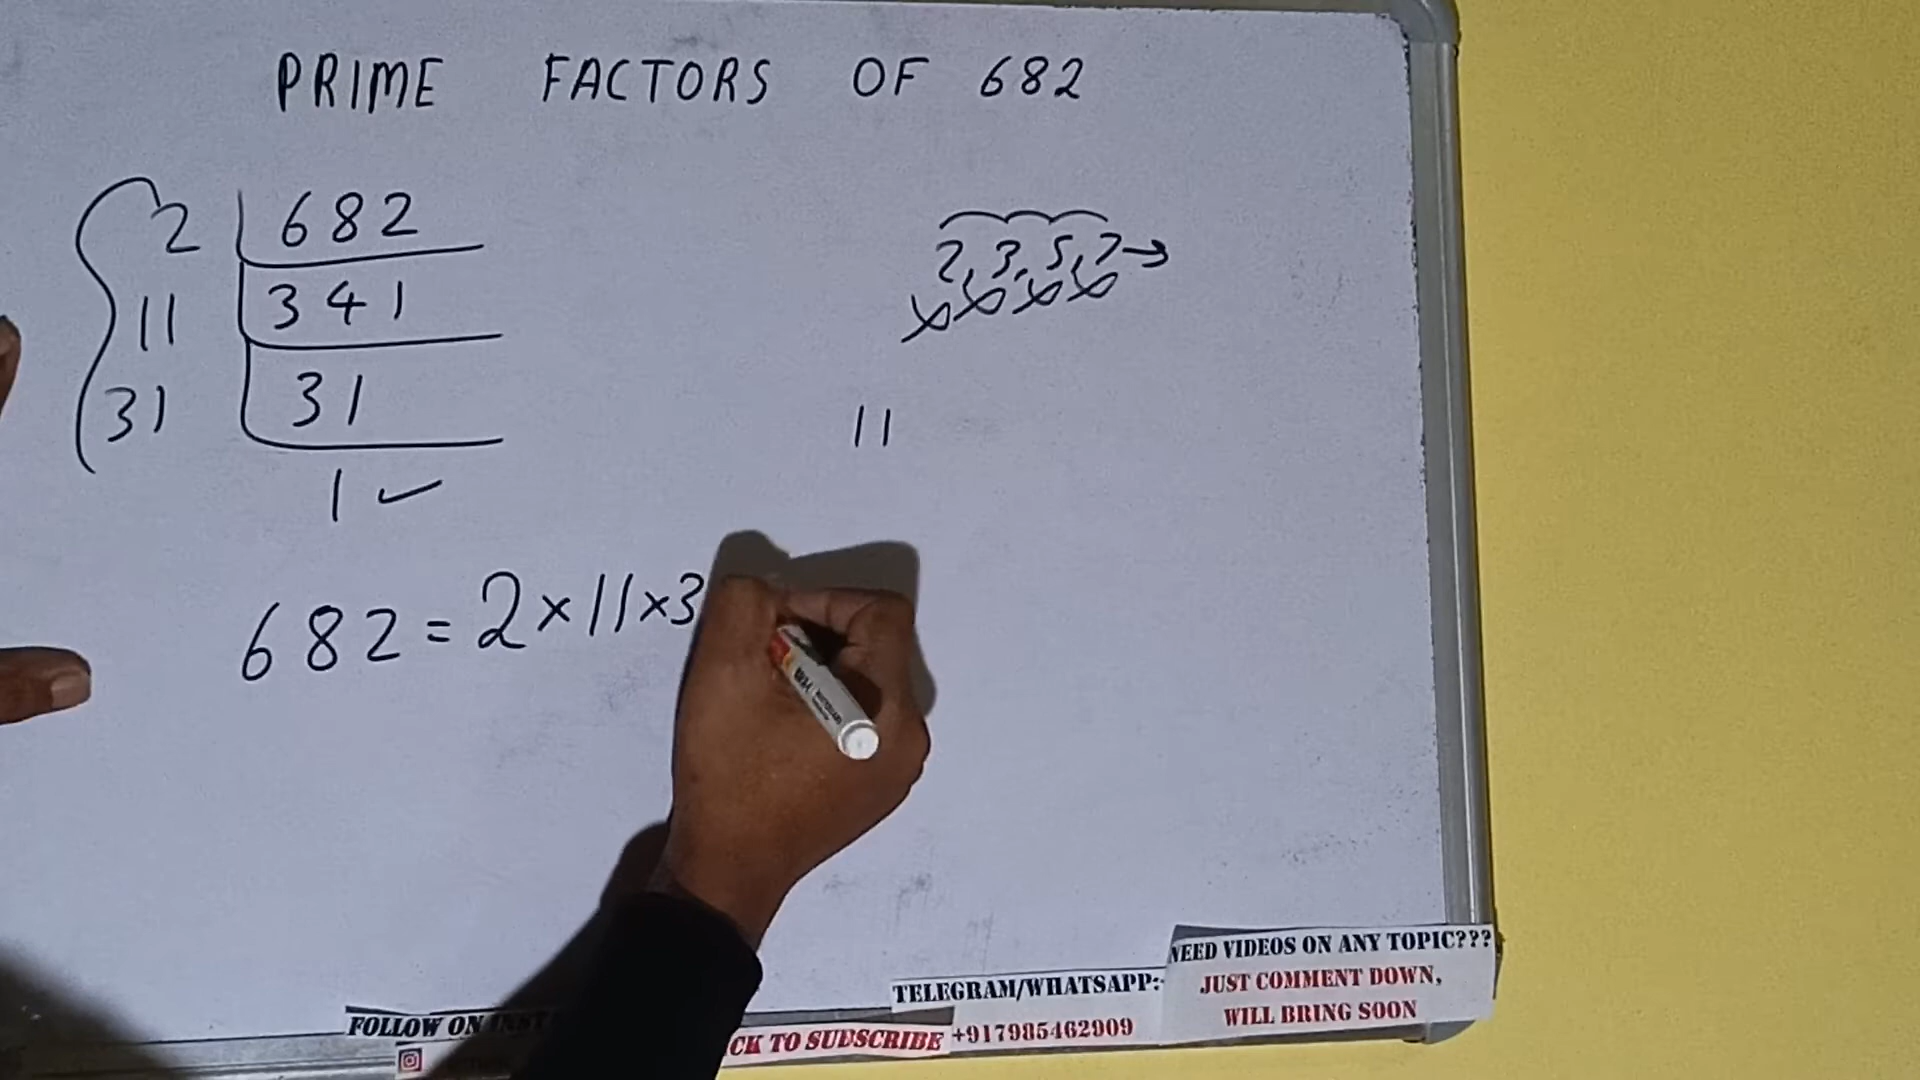 PRIME FACTORS OF 682
2 682
11 341
31 31
1 ✓
2, 3, 5, 7 →
11
682 = 2 × 11 × 3
NEED VIDEOS ON ANY TOPIC???
JUST COMMENT DOWN,
WILL BRING SOON
TELEGRAM/WHATSAPP:-
+917985462909
FOLLOW ON INST
CK TO SUBSCRIBE